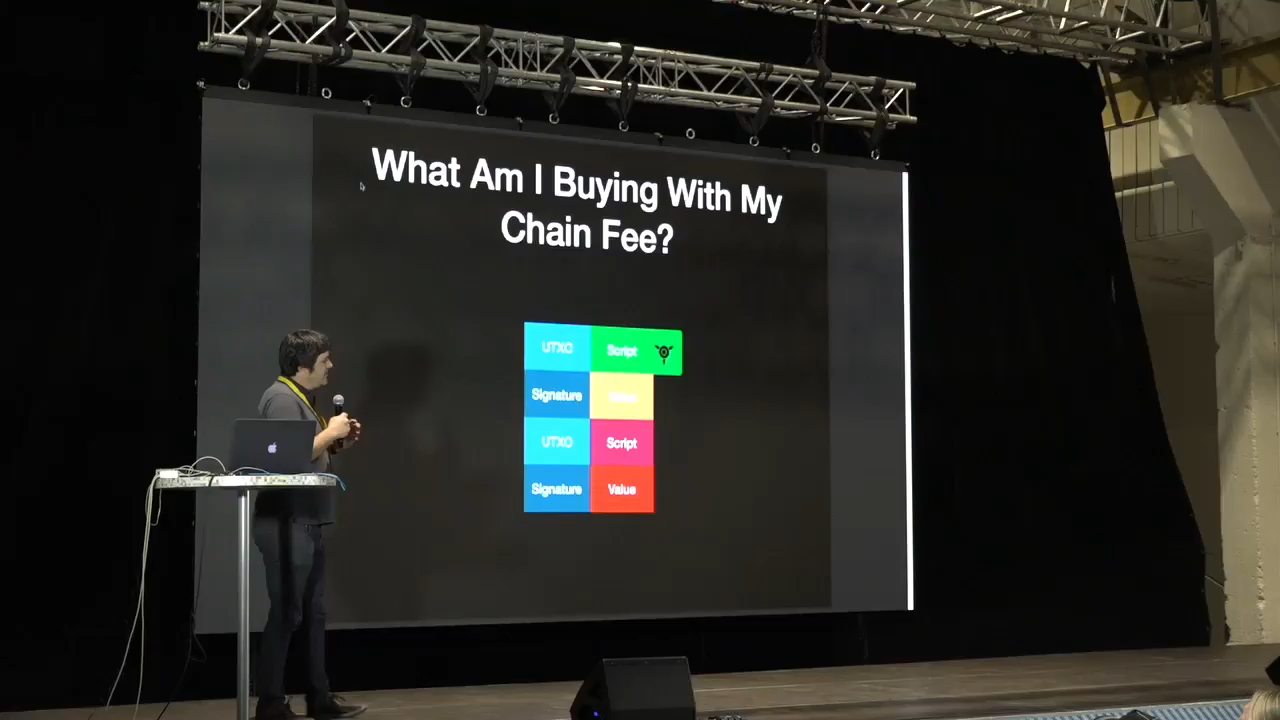 What Am I Buying With My
Chain Fee?
UTXO Script
Signature
UTXO Script
Signature Value